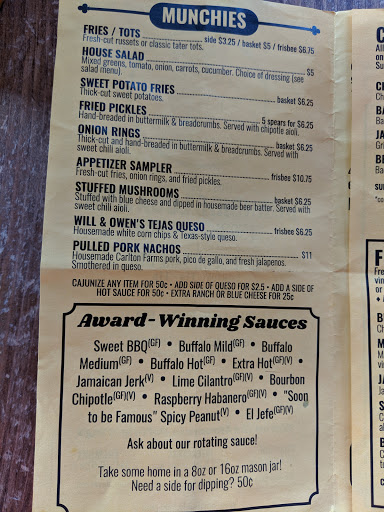 MUNCHIES
FRIES / TOTS side $3.25 / basket $5 / frisbee $6.75
Fresh-cut russets or classic tater tots.
HOUSE SALAD $5
Mixed greens, tomato, onion, carrots, cucumber. Choice of dressing (see
salad menu).
SWEET POTATO FRIES basket $6.25
Thick-cut sweet potatoes.
FRIED PICKLES 5 spears for $6.25
Hand-breaded in buttermilk & breadcrumbs. Served with chipotle aioli.
ONION RINGS basket $6.25
Thick-cut and hand-breaded in buttermilk & breadcrumbs. Served with
sweet chili aioli.
APPETIZER SAMPLER frisbee $10.75
Fresh-cut fries, onion rings, and fried pickles.
STUFFED MUSHROOMS basket $6.25
Stuffed with blue cheese and dipped in housemade beer batter. Served with
sweet chili aioli.
WILL & OWEN'S TEJAS QUESO frisbee $6.25
Housemade white corn chips & Texas-style queso.
PULLED PORK NACHOS $11
Housemade Carlton Farms pork, pico de gallo, and fresh jalapenos.
Smothered in queso.
CAJUNIZE ANY ITEM FOR 50c • ADD SIDE OF QUESO FOR $2.5 • ADD A SIDE OF
HOT SAUCE FOR 50c • EXTRA RANCH OR BLUE CHEESE FOR 25c
Award-Winning Sauces
Sweet BBQ(GF) • Buffalo Mild(GF) • Buffalo
Medium(GF) • Buffalo Hot(GF) • Extra Hot(GF)(V) •
Jamaican Jerk(V) • Lime Cilantro(GF)(V) • Bourbon
Chipotle(GF)(V) • Raspberry Habanero(GF)(V) • "Soon
to be Famous" Spicy Peanut(V) • El Jefe(GF)(V)
Ask about our rotating sauce!
Take some home in a 8oz or 16oz mason jar!
Need a side for dipping? 50c